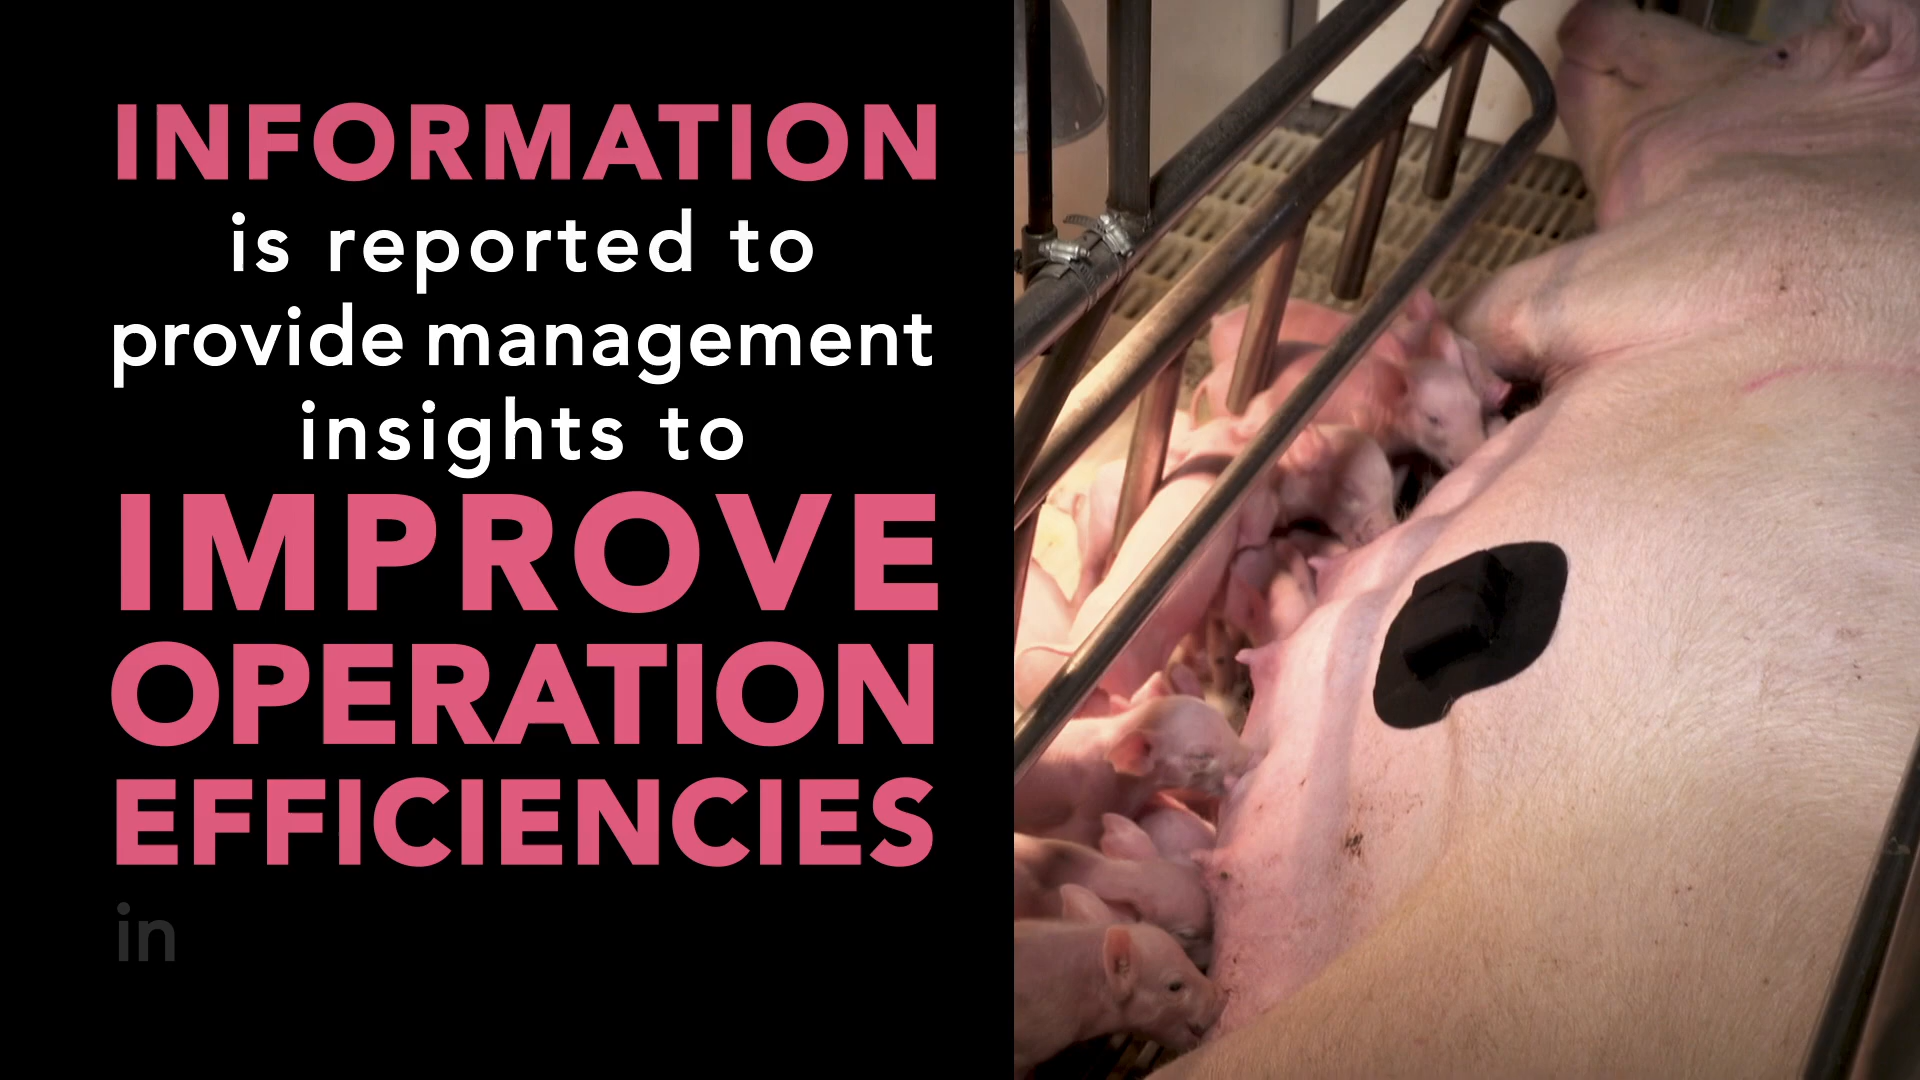 INFORMATION
is reported to
provide management
insights to
IMPROVE
OPERATION
EFFICIENCIES
in